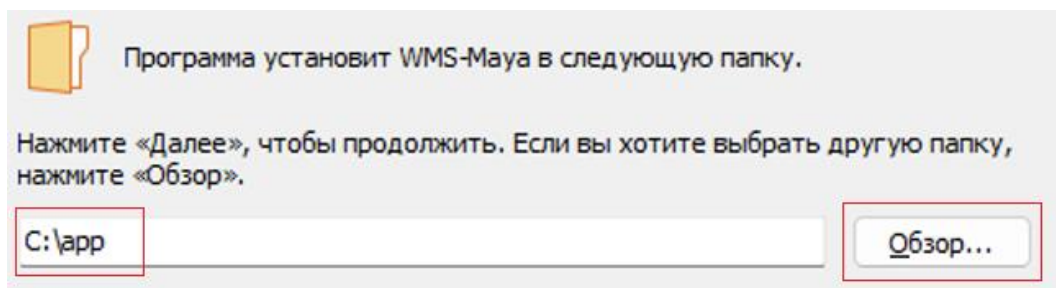 Программа установит WMS-Maya в следующую папку.
Нажмите «Далее», чтобы продолжить. Если вы хотите выбрать другую папку,
нажмите «Обзор».
C:\app
Обзор...